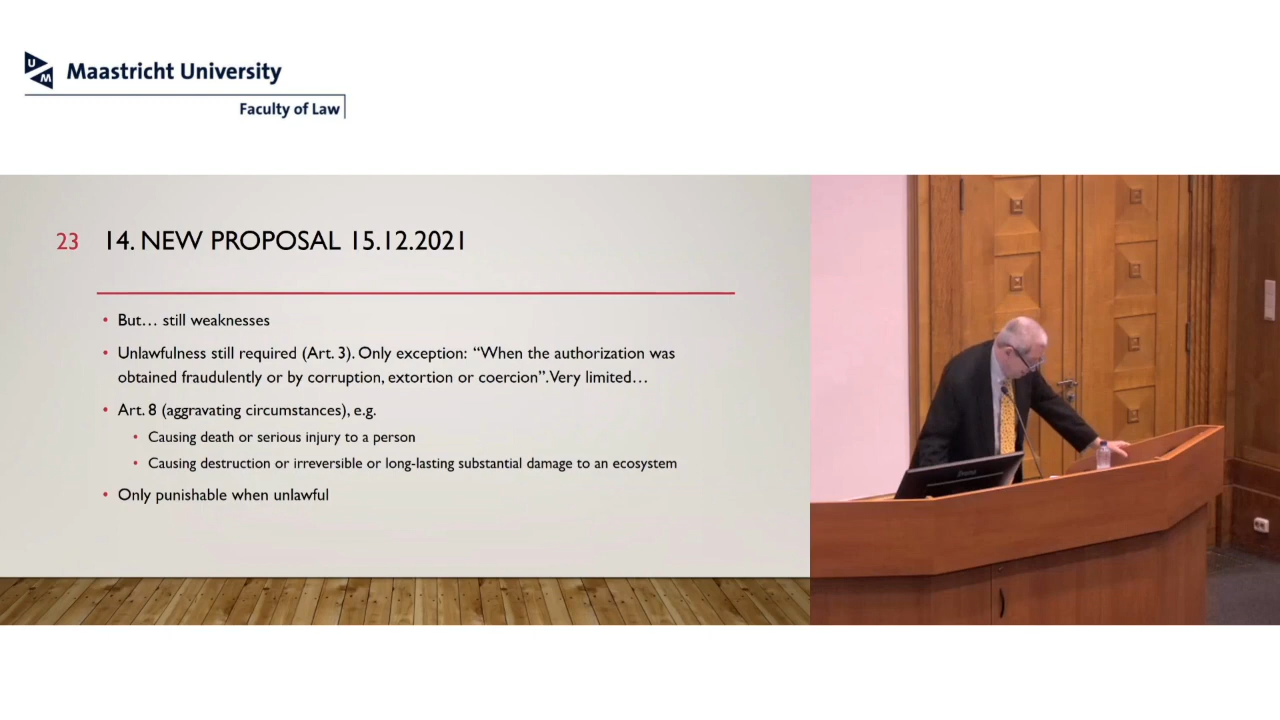 U
M
Maastricht University
Faculty of Law
23 14. NEW PROPOSAL 15.12.2021
• But… still weaknesses
• Unlawfulness still required (Art. 3). Only exception: “When the authorization was
obtained fraudulently or by corruption, extortion or coercion”. Very limited…
• Art. 8 (aggravating circumstances), e.g.
• Causing death or serious injury to a person
• Causing destruction or irreversible or long-lasting substantial damage to an ecosystem
• Only punishable when unlawful